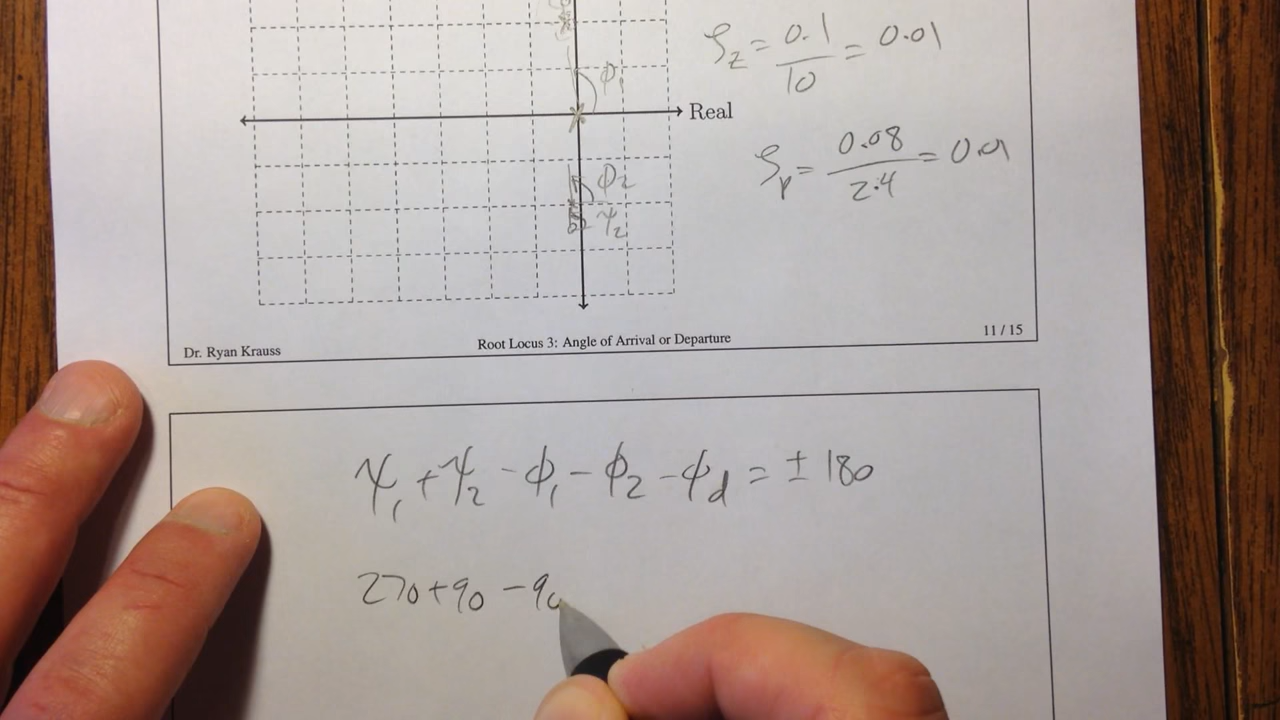 ζz = 0.1 / 10 = 0.01
ϕ1
Real
ζp = 0.08 / 2.4 = 0.01
ϕ2
ψ2
Dr. Ryan Krauss
Root Locus 3: Angle of Arrival or Departure
11 / 15
ψ1 + ψ2 - ϕ1 - ϕ2 - ϕd = ± 180
270 + 90 - 90